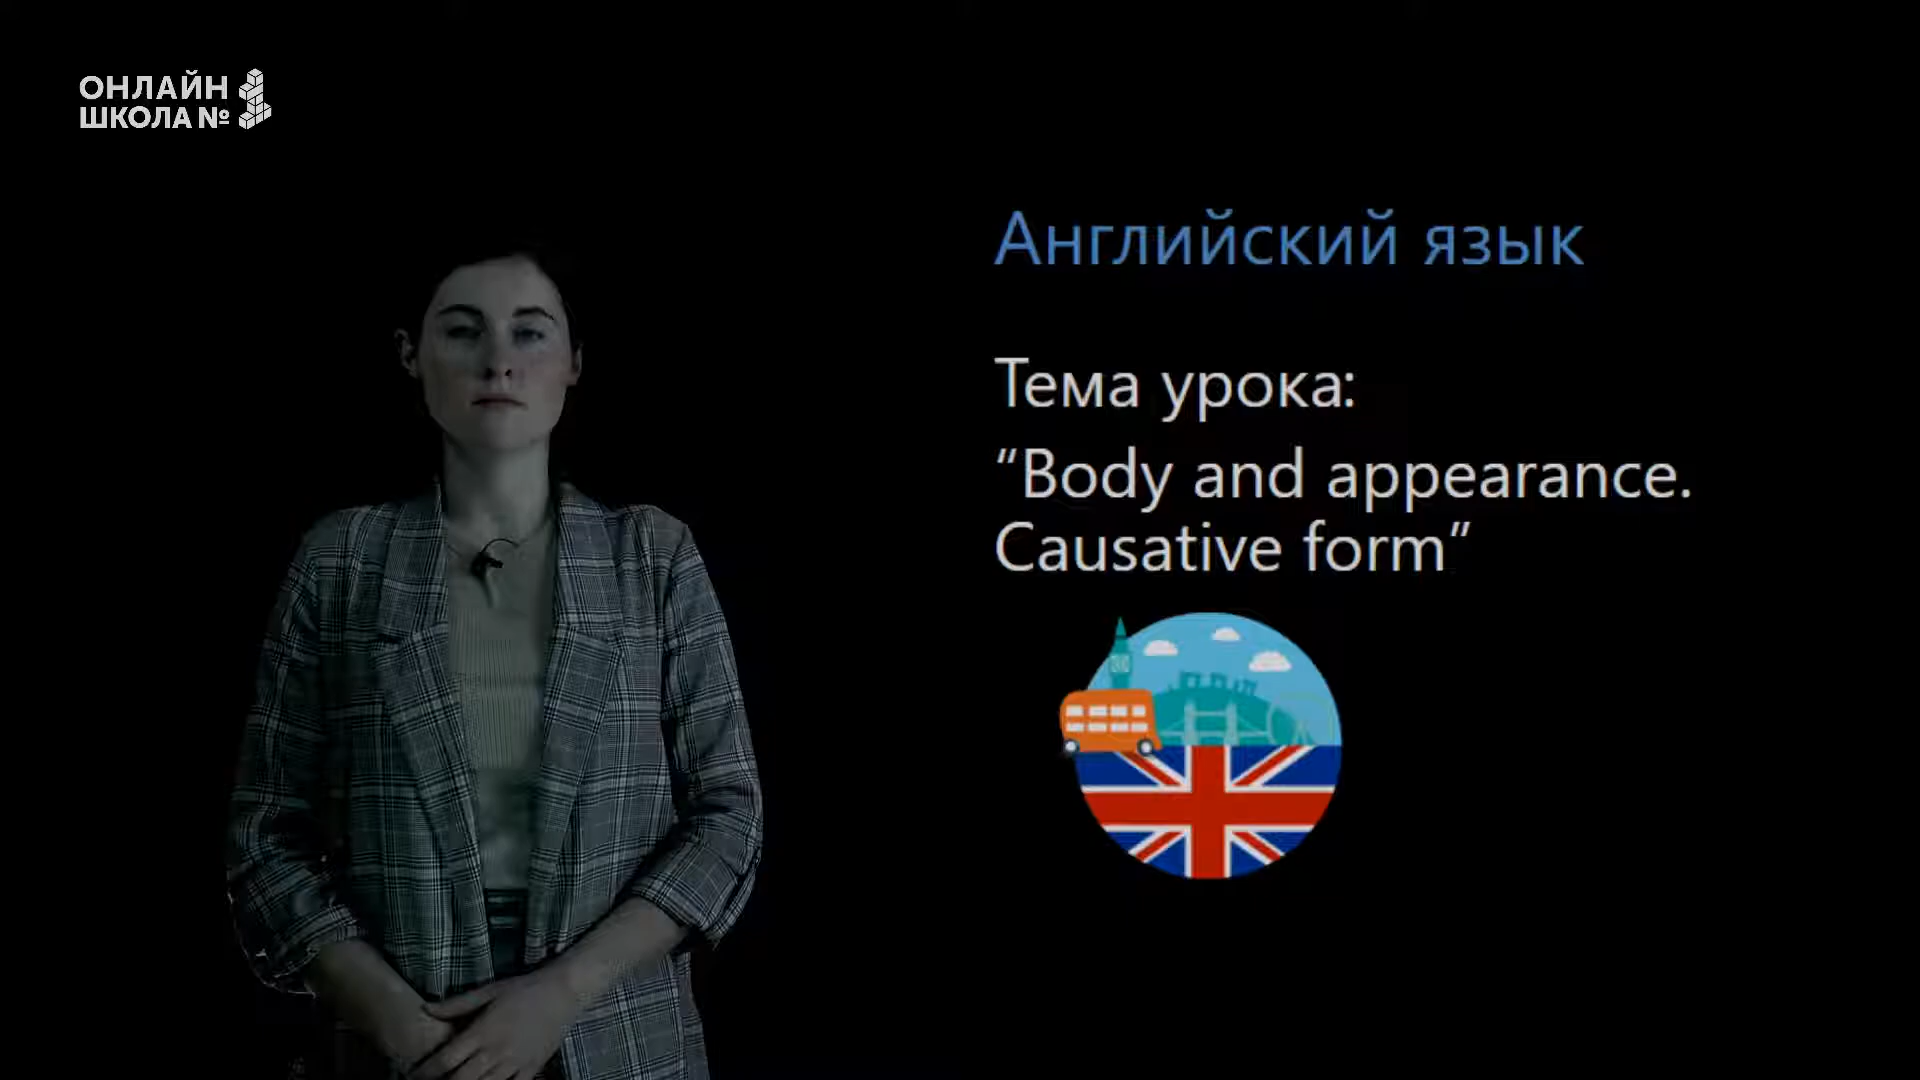 ОНЛАЙН
ШКОЛА №
Английский язык
Тема урока:
“Body and appearance.
Causative form”